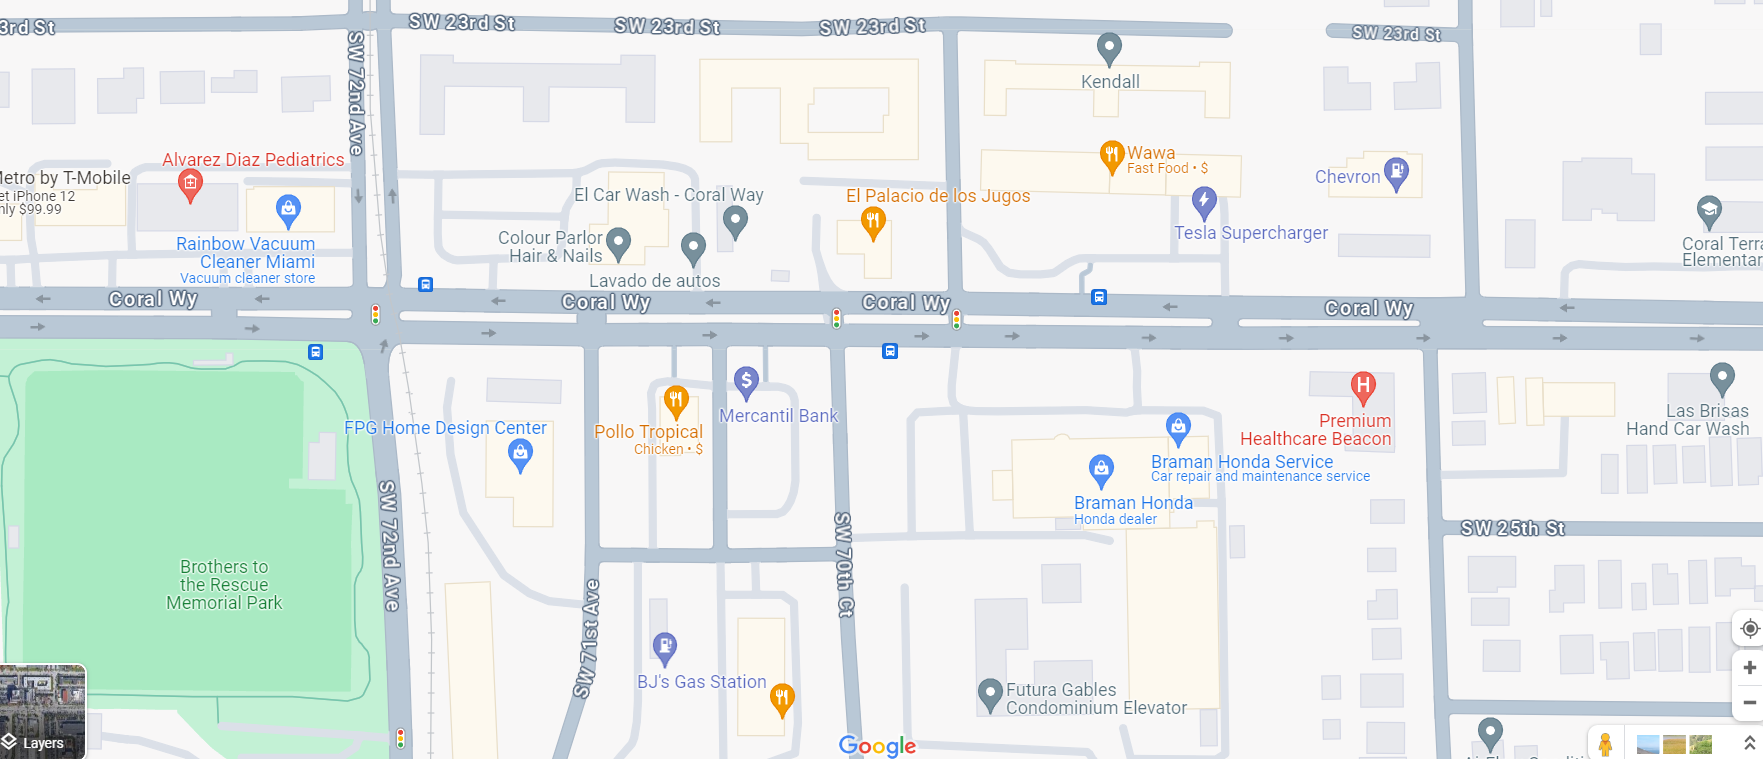 3rd St
SW 23rd St
SW 23rd St
SW 23rd St
SW 23rd St
SW 72nd Ave
Kendall
Alvarez Diaz Pediatrics
Metro by T-Mobile
et iPhone 12
nly $99.99
Wawa
Fast Food • $
Chevron
El Car Wash - Coral Way
El Palacio de los Jugos
Colour Parlor
Hair & Nails
Tesla Supercharger
Rainbow Vacuum
Cleaner Miami
Vacuum cleaner store
Lavado de autos
Coral Terra
Elementar
Coral Wy
Coral Wy
Coral Wy
Coral Wy
Mercantil Bank
FPG Home Design Center
Pollo Tropical
Chicken • $
H
Premium
Healthcare Beacon
Las Brisas
Hand Car Wash
Braman Honda Service
Car repair and maintenance service
Braman Honda
Honda dealer
SW 72nd Ave
SW 70th Ct
SW 25th St
Brothers to
the Rescue
Memorial Park
SW 71st Ave
BJ's Gas Station
Futura Gables
Condominium Elevator
Layers
Google